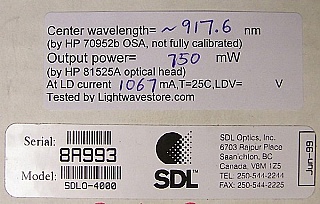 Center wavelength= ~917.6 nm
(by HP 70952b OSA, not fully calibrated)
Output power= 750 mW
(by HP 81525A optical head)
At LD current 1067 mA,T=25C,LDV= V
Tested by Lightwavestore.com
Serial:
8A993
Model:
SDLO-4000
SDL
SDL Optics, Inc.
6703 Rajpur Place
Saanichton, BC
Canada, V8M 1Z5
TEL: 250-544-2244
FAX: 250-544-2225
JUN-99